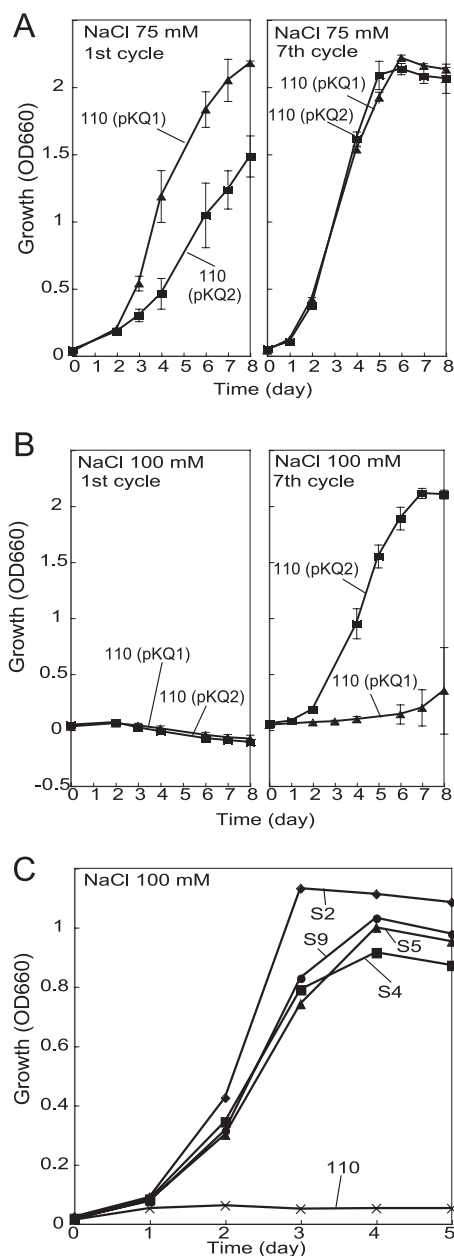 A
NaCl 75 mM
1st cycle
NaCl 75 mM
7th cycle
2
1.5
1
0.5
0
Growth (OD660)
110 (pKQ1)
110
(pKQ2)
110 (pKQ1)
110
(pKQ2)
0 1 2 3 4 5 6 7 8
0 1 2 3 4 5 6 7 8
Time (day)
B
NaCl 100 mM
1st cycle
NaCl 100 mM
7th cycle
2
1.5
1
0.5
0
-0.5
Growth (OD660)
110 (pKQ1)
110 (pKQ2)
110
(pKQ2)
110 (pKQ1)
0 1 2 3 4 5 6 7 8
0 1 2 3 4 5 6 7 8
Time (day)
C
NaCl 100 mM
1
0.8
0.6
0.4
0.2
0
Growth (OD660)
S2
S9
S5
S4
110
0 1 2 3 4 5
Time (day)